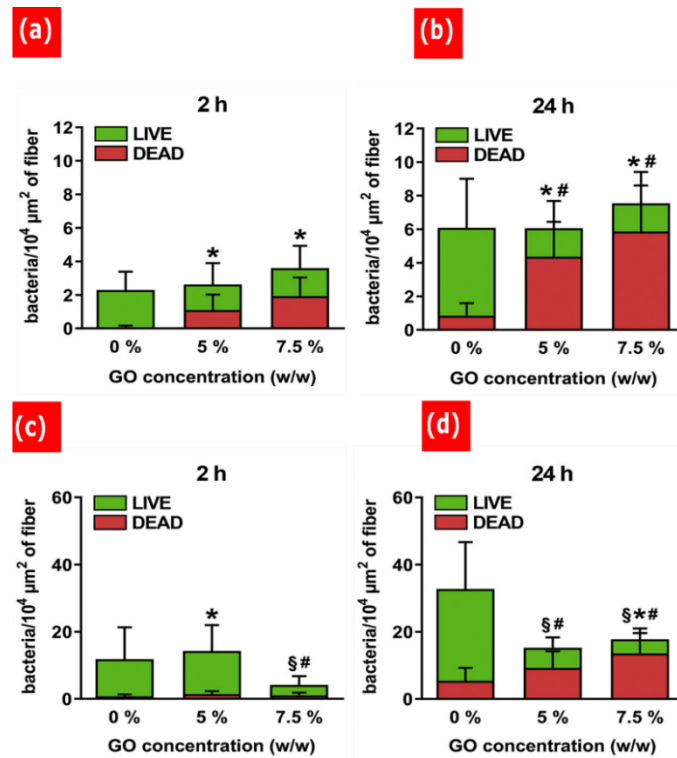 (a)
2 h
LIVE
DEAD
bacteria/10⁴ µm² of fiber
12
10
8
6
4
2
0
*
*
0 %
5 %
7.5 %
GO concentration (w/w)
(b)
24 h
LIVE
DEAD
bacteria/10⁴ µm² of fiber
12
10
8
6
4
2
0
*#
*#
0 %
5 %
7.5 %
GO concentration (w/w)
(c)
2 h
LIVE
DEAD
bacteria/10⁴ µm² of fiber
60
40
20
0
*
§#
0 %
5 %
7.5 %
GO concentration (w/w)
(d)
24 h
LIVE
DEAD
bacteria/10⁴ µm² of fiber
60
40
20
0
§#
§*#
0 %
5 %
7.5 %
GO concentration (w/w)